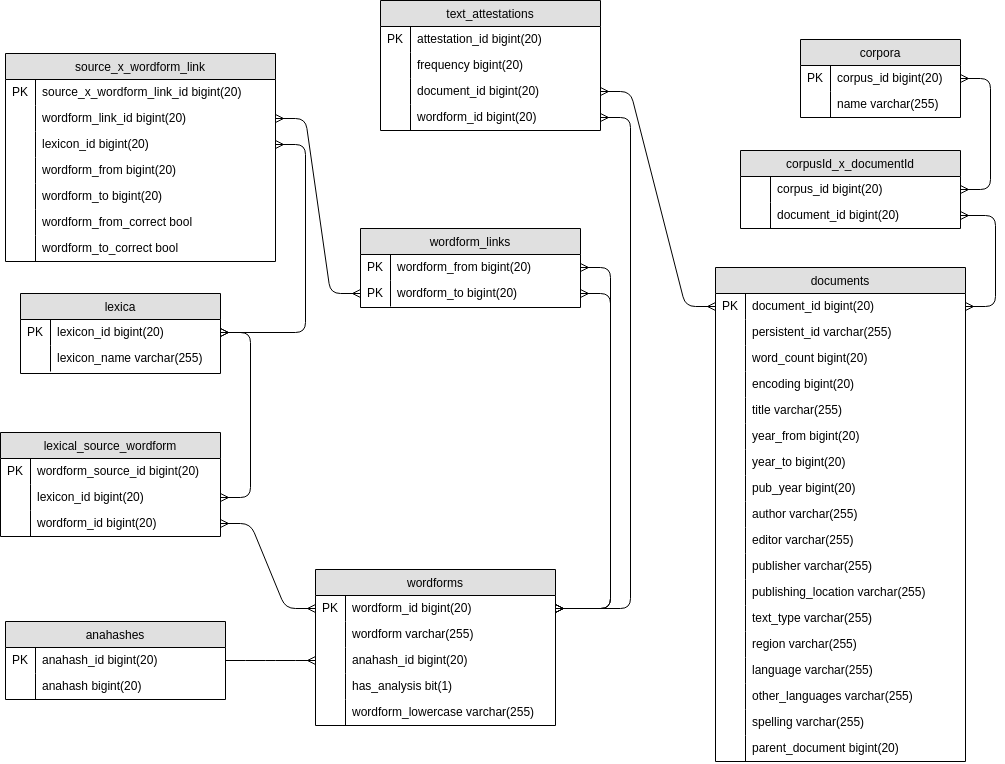 text_attestations
PK attestation_id bigint(20)
frequency bigint(20)
document_id bigint(20)
wordform_id bigint(20)
corpora
PK corpus_id bigint(20)
name varchar(255)
source_x_wordform_link
PK source_x_wordform_link_id bigint(20)
wordform_link_id bigint(20)
lexicon_id bigint(20)
wordform_from bigint(20)
wordform_to bigint(20)
wordform_from_correct bool
wordform_to_correct bool
corpusId_x_documentId
corpus_id bigint(20)
document_id bigint(20)
wordform_links
PK wordform_from bigint(20)
PK wordform_to bigint(20)
lexica
PK lexicon_id bigint(20)
lexicon_name varchar(255)
documents
PK document_id bigint(20)
persistent_id varchar(255)
word_count bigint(20)
encoding bigint(20)
title varchar(255)
year_from bigint(20)
year_to bigint(20)
pub_year bigint(20)
author varchar(255)
editor varchar(255)
publisher varchar(255)
publishing_location varchar(255)
text_type varchar(255)
region varchar(255)
language varchar(255)
other_languages varchar(255)
spelling varchar(255)
parent_document bigint(20)
lexical_source_wordform
PK wordform_source_id bigint(20)
lexicon_id bigint(20)
wordform_id bigint(20)
wordforms
PK wordform_id bigint(20)
wordform varchar(255)
anahash_id bigint(20)
has_analysis bit(1)
wordform_lowercase varchar(255)
anahashes
PK anahash_id bigint(20)
anahash bigint(20)